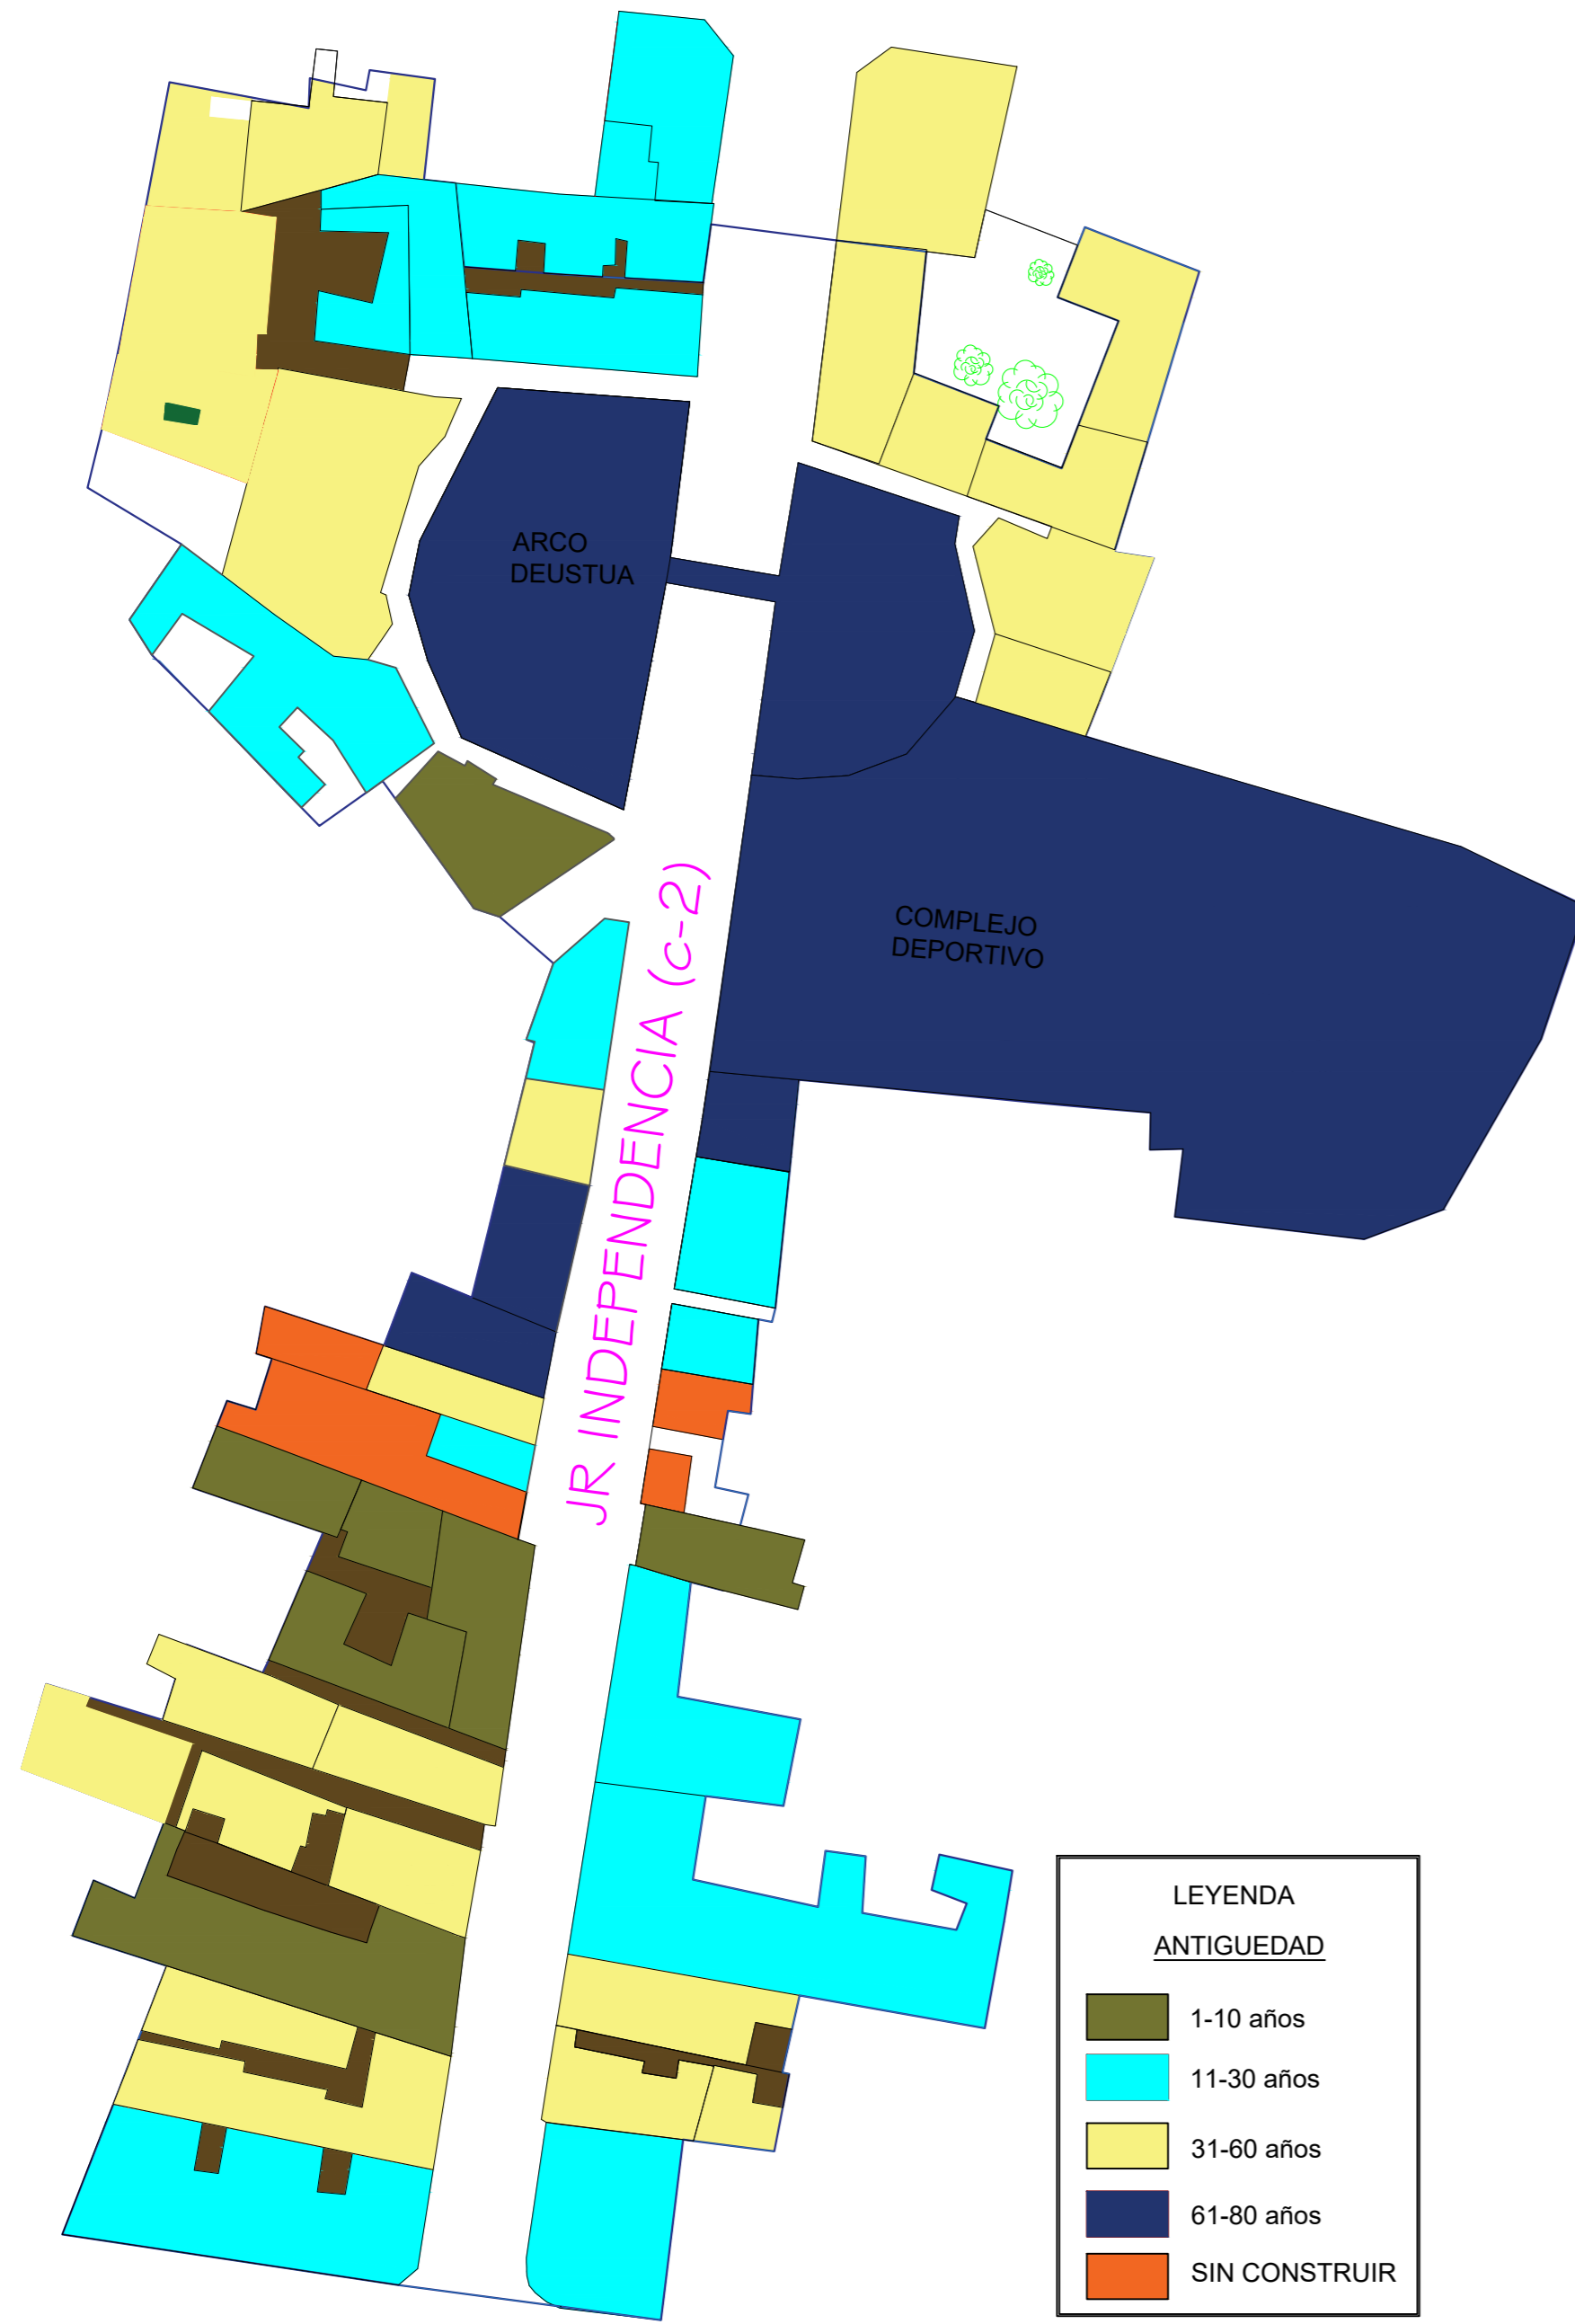 ARCO
DEUSTUA
COMPLEJO
DEPORTIVO
JR INDEPENDENCIA (c-2)
LEYENDA
ANTIGUEDAD
1-10 años
11-30 años
31-60 años
61-80 años
SIN CONSTRUIR